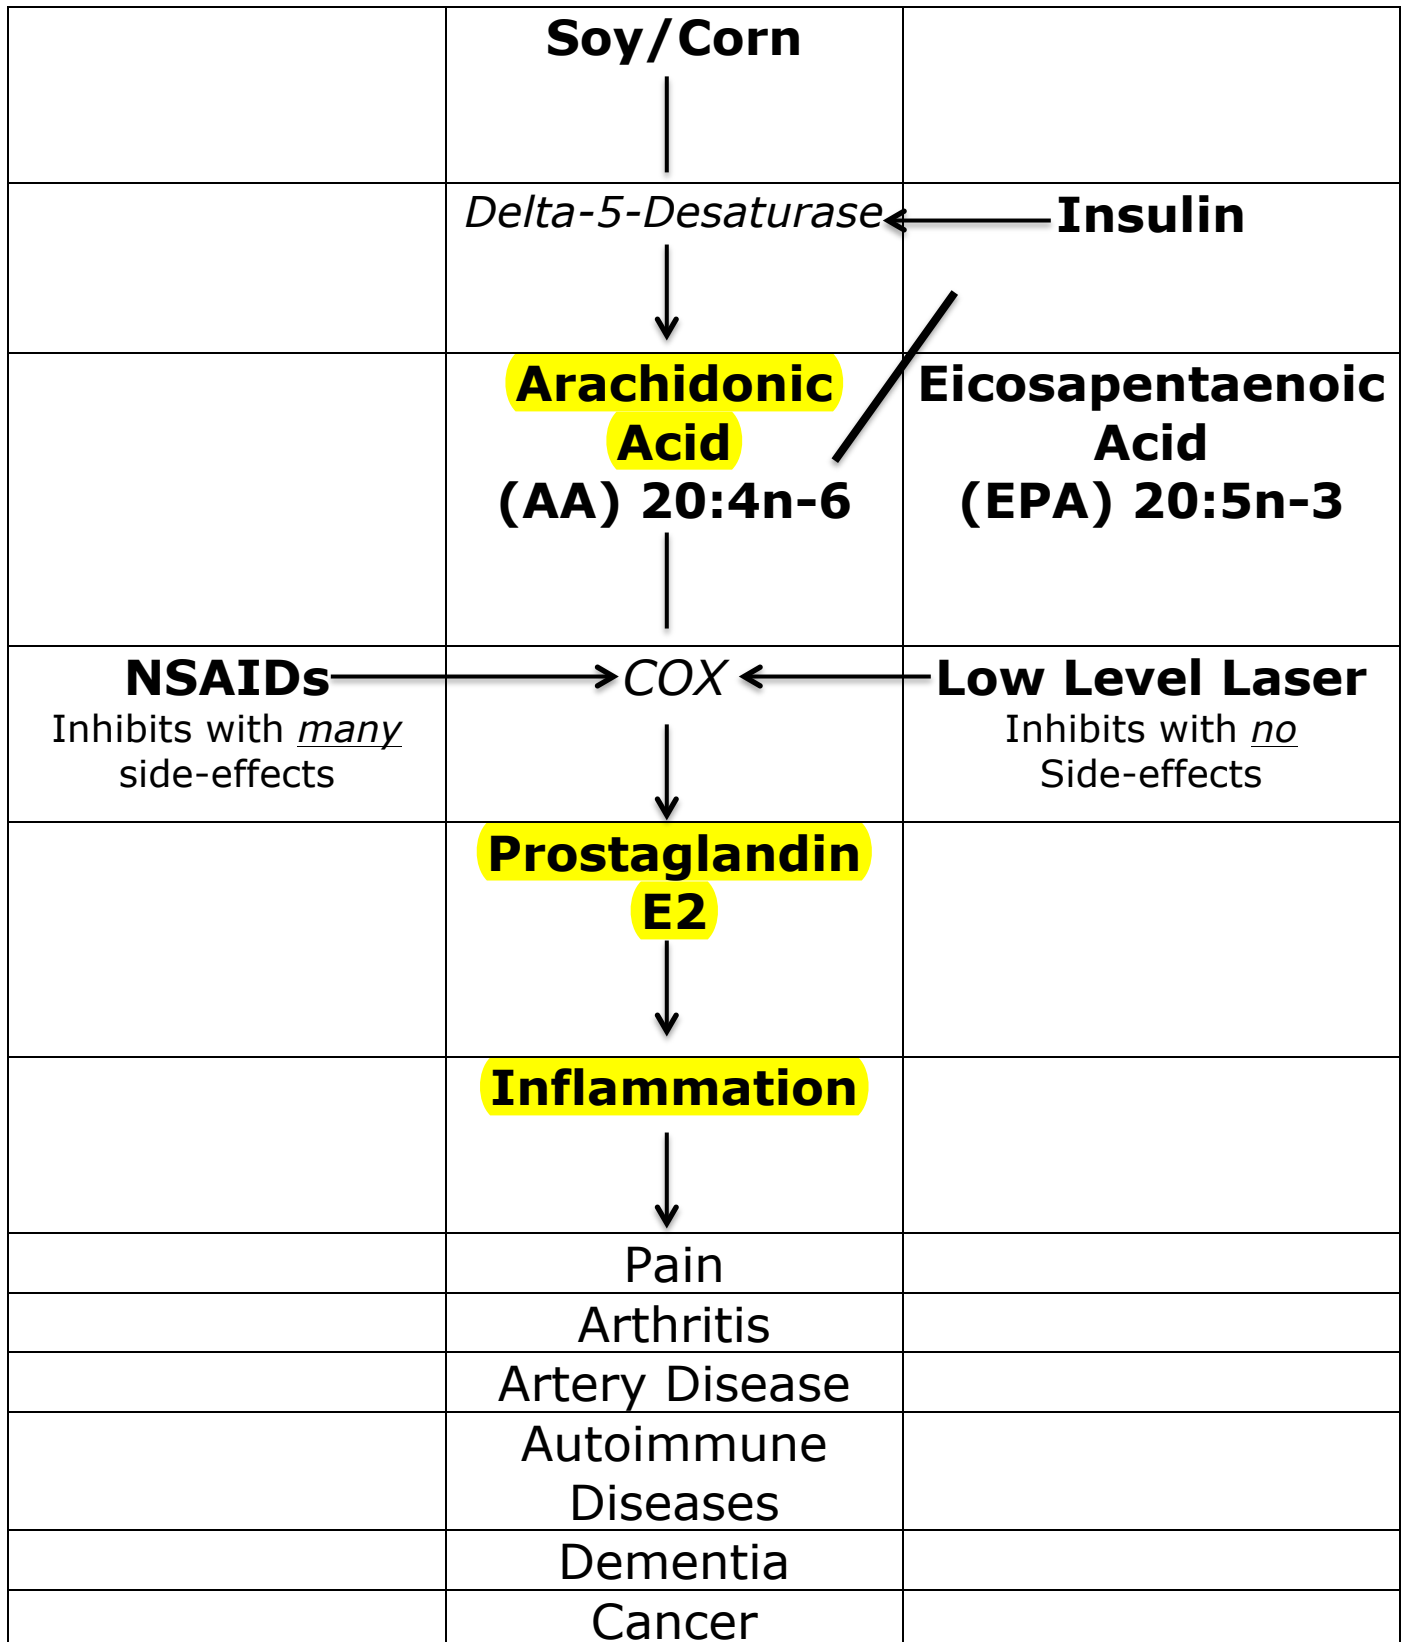 Soy/Corn
Delta-5-Desaturase
Insulin
Arachidonic
Acid
(AA) 20:4n-6
Eicosapentaenoic
Acid
(EPA) 20:5n-3
NSAIDs
Inhibits with many
side-effects
COX
Low Level Laser
Inhibits with no
Side-effects
Prostaglandin
E2
Inflammation
Pain
Arthritis
Artery Disease
Autoimmune
Diseases
Dementia
Cancer